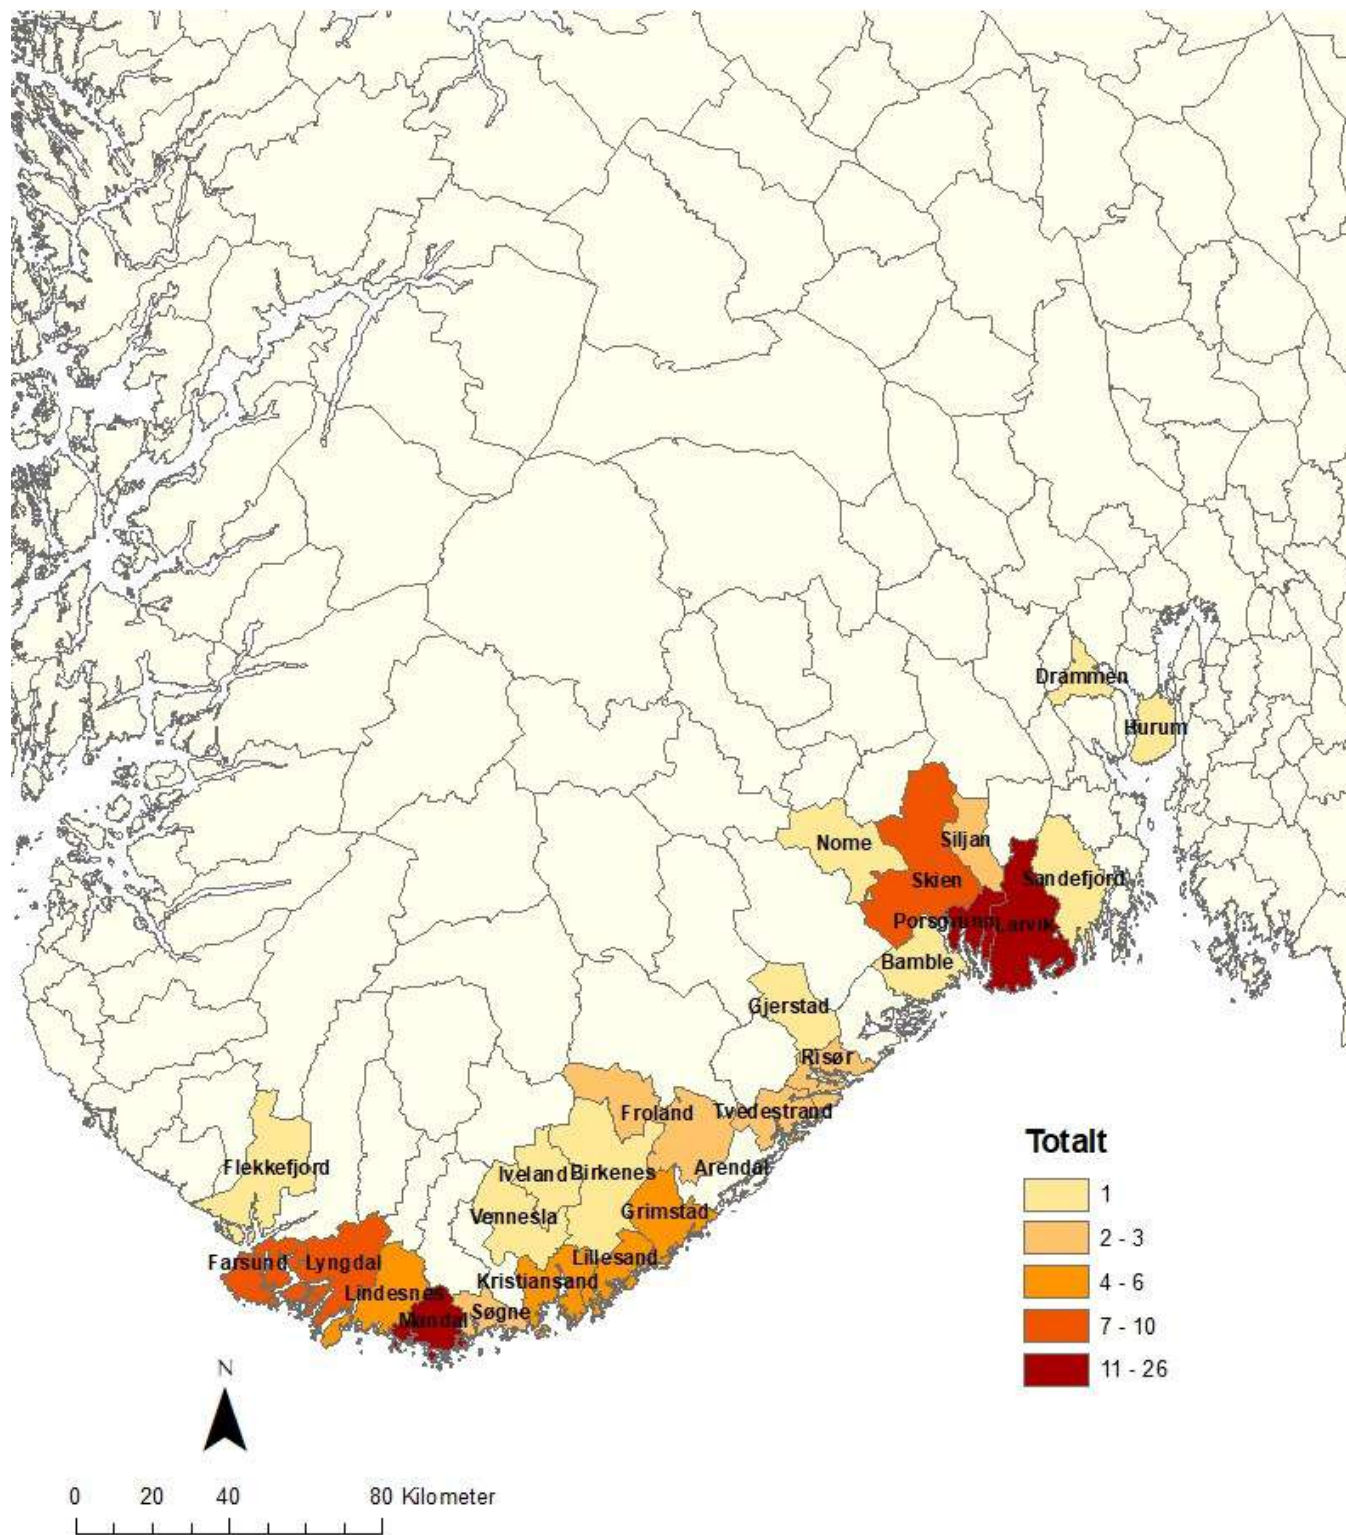 Drammen
Hurum
Nome
Siljan
Skien
Sandefjord
Porsgrunn
Larvik
Bamble
Gjerstad
Risør
Froland
Tvedestrand
Flekkefjord
Iveland
Birkenes
Arendal
Vennesla
Grimstad
Farsund
Lyngdal
Lillesand
Lindesnes
Kristiansand
Mandal
Søgne
Totalt
1
2 - 3
4 - 6
7 - 10
11 - 26
N
0 20 40 80 Kilometer